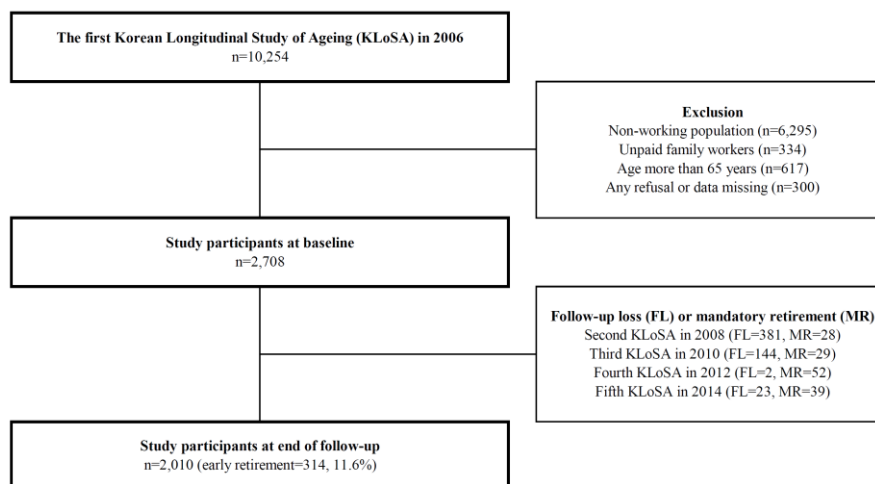 The first Korean Longitudinal Study of Ageing (KLoSA) in 2006
n=10,254
Exclusion
Non-working population (n=6,295)
Unpaid family workers (n=334)
Age more than 65 years (n=617)
Any refusal or data missing (n=300)
Study participants at baseline
n=2,708
Follow-up loss (FL) or mandatory retirement (MR)
Second KLoSA in 2008 (FL=381, MR=28)
Third KLoSA in 2010 (FL=144, MR=29)
Fourth KLoSA in 2012 (FL=2, MR=52)
Fifth KLoSA in 2014 (FL=23, MR=39)
Study participants at end of follow-up
n=2,010 (early retirement=314, 11.6%)